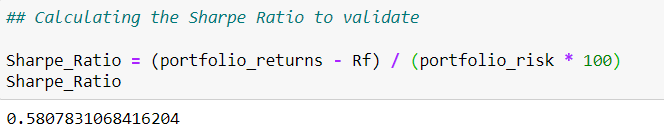 ## Calculating the Sharpe Ratio to validate
Sharpe_Ratio = (portfolio_returns - Rf) / (portfolio_risk * 100)
Sharpe_Ratio
0.5807831068416204